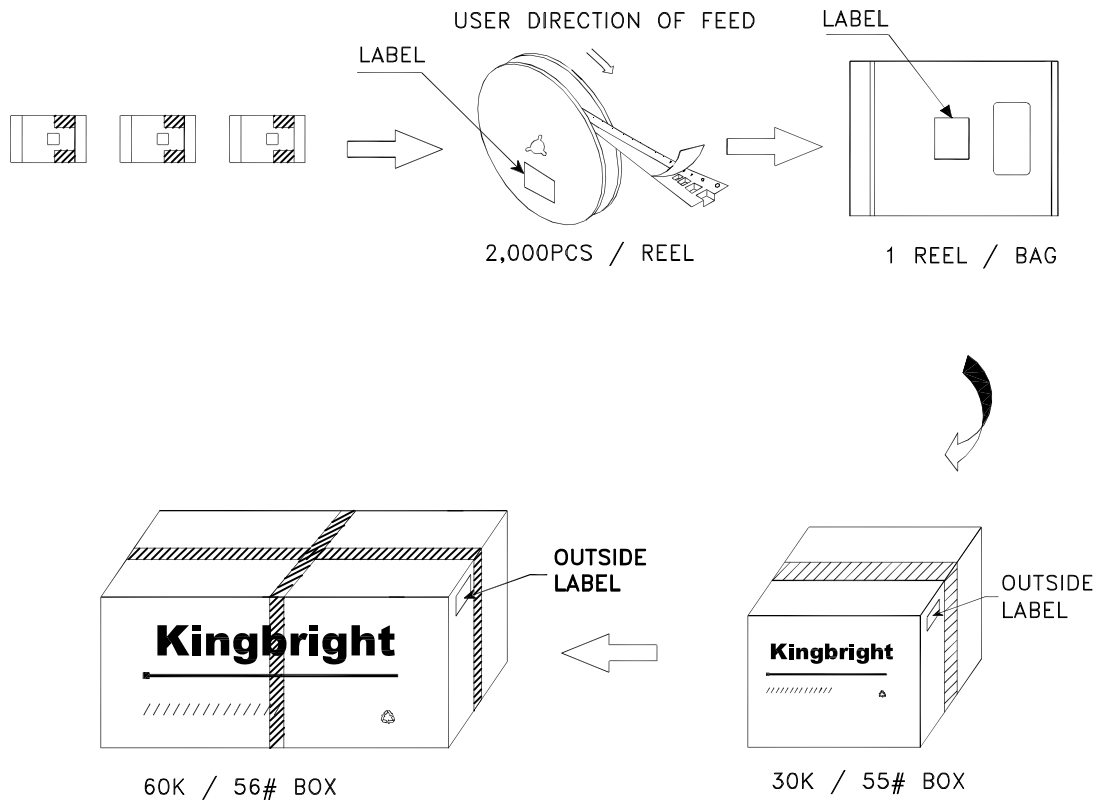 USER DIRECTION OF FEED
LABEL
LABEL
2,000PCS / REEL
1 REEL / BAG
OUTSIDE
LABEL
Kingbright
60K / 56# BOX
OUTSIDE
LABEL
Kingbright
30K / 55# BOX